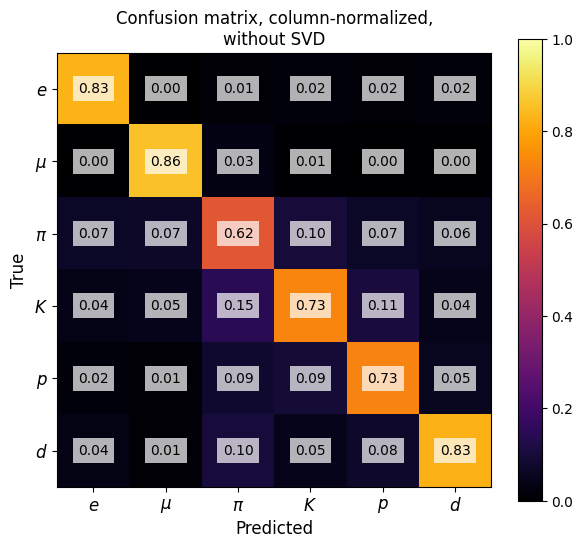 Confusion matrix, column-normalized,
without SVD
e 0.83 0.00 0.01 0.02 0.02 0.02
μ 0.00 0.86 0.03 0.01 0.00 0.00
π 0.07 0.07 0.62 0.10 0.07 0.06
K 0.04 0.05 0.15 0.73 0.11 0.04
p 0.02 0.01 0.09 0.09 0.73 0.05
d 0.04 0.01 0.10 0.05 0.08 0.83
e μ π K p d
Predicted
True
1.0
0.8
0.6
0.4
0.2
0.0